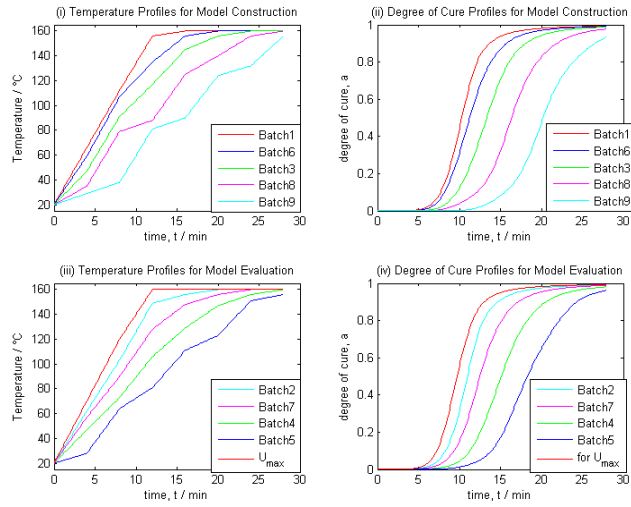 (i) Temperature Profiles for Model Construction
160
140
120
100
80
60
40
20
0 5 10 15 20 25 30
Temperature / °C
time, t / min
Batch1
Batch6
Batch3
Batch8
Batch9
(ii) Degree of Cure Profiles for Model Construction
1
0.8
0.6
0.4
0.2
0
0 5 10 15 20 25 30
degree of cure, a
time, t / min
Batch1
Batch6
Batch3
Batch8
Batch9
(iii) Temperature Profiles for Model Evaluation
160
140
120
100
80
60
40
20
0 5 10 15 20 25 30
Temperature / °C
time, t / min
Batch2
Batch7
Batch4
Batch5
U_max
(iv) Degree of Cure Profiles for Model Evaluation
1
0.8
0.6
0.4
0.2
0
0 5 10 15 20 25 30
degree of cure, a
time, t / min
Batch2
Batch7
Batch4
Batch5
for U_max